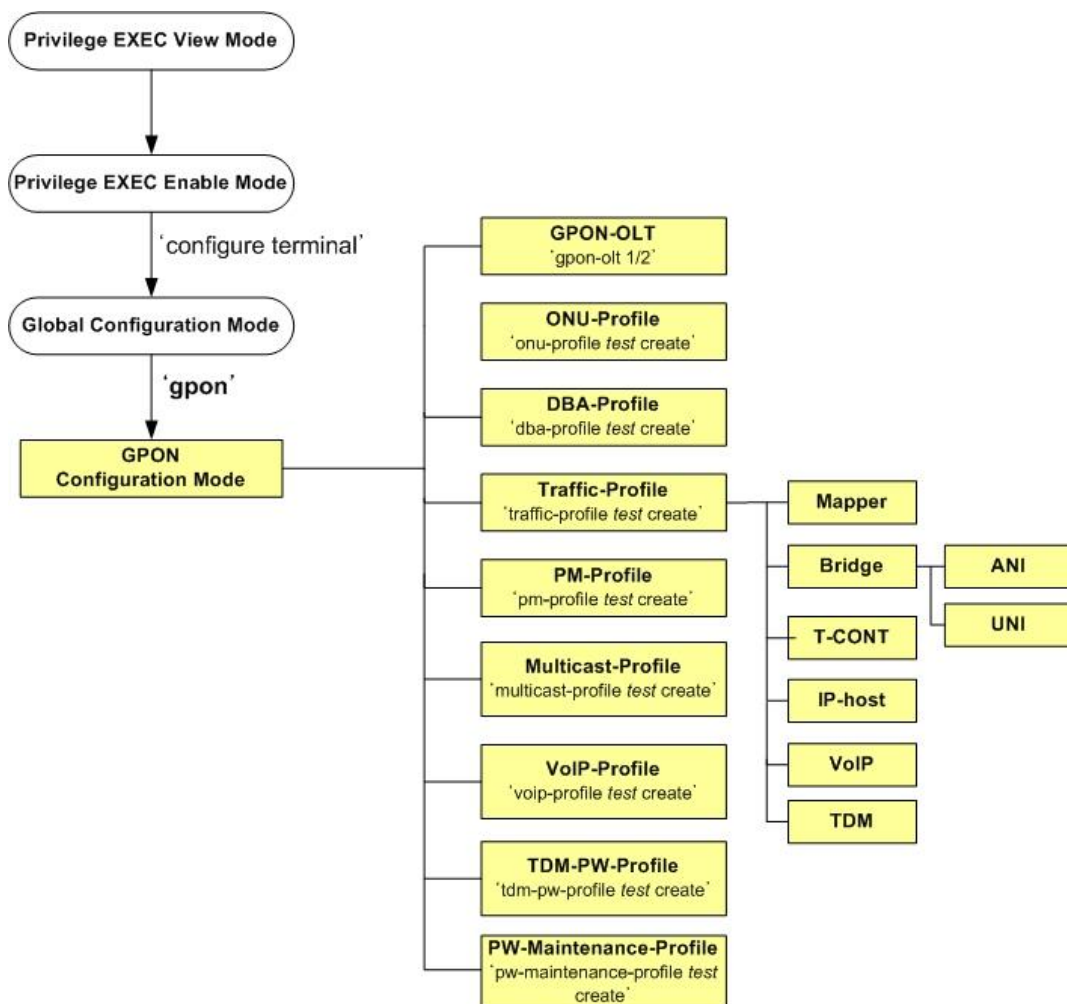 Privilege EXEC View Mode
Privilege EXEC Enable Mode
'configure terminal'
Global Configuration Mode
'gpon'
GPON
Configuration Mode
GPON-OLT
'gpon-olt 1/2'
ONU-Profile
'onu-profile test create'
DBA-Profile
'dba-profile test create'
Traffic-Profile
'traffic-profile test create'
PM-Profile
'pm-profile test create'
Multicast-Profile
'multicast-profile test create'
VoIP-Profile
'voip-profile test create'
TDM-PW-Profile
'tdm-pw-profile test create'
PW-Maintenance-Profile
'pw-maintenance-profile test
create'
Mapper
Bridge
T-CONT
IP-host
VoIP
TDM
ANI
UNI